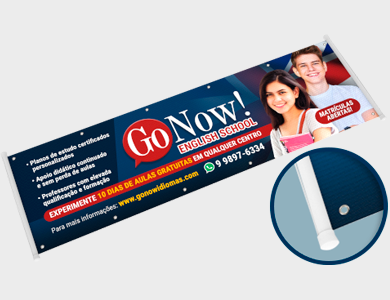 • Planos de estudo certificados
personalizados
• Apoio didático continuado
e sem perda de aulas
• Professores com elevada
qualificação e formação
Go Now!
ENGLISH SCHOOL
MATRÍCULAS
ABERTAS!
EXPERIMENTE 10 DIAS DE AULAS GRATUITAS EM QUALQUER CENTRO
Para mais informações: www.gonowidiomas.com
9 9897-6334